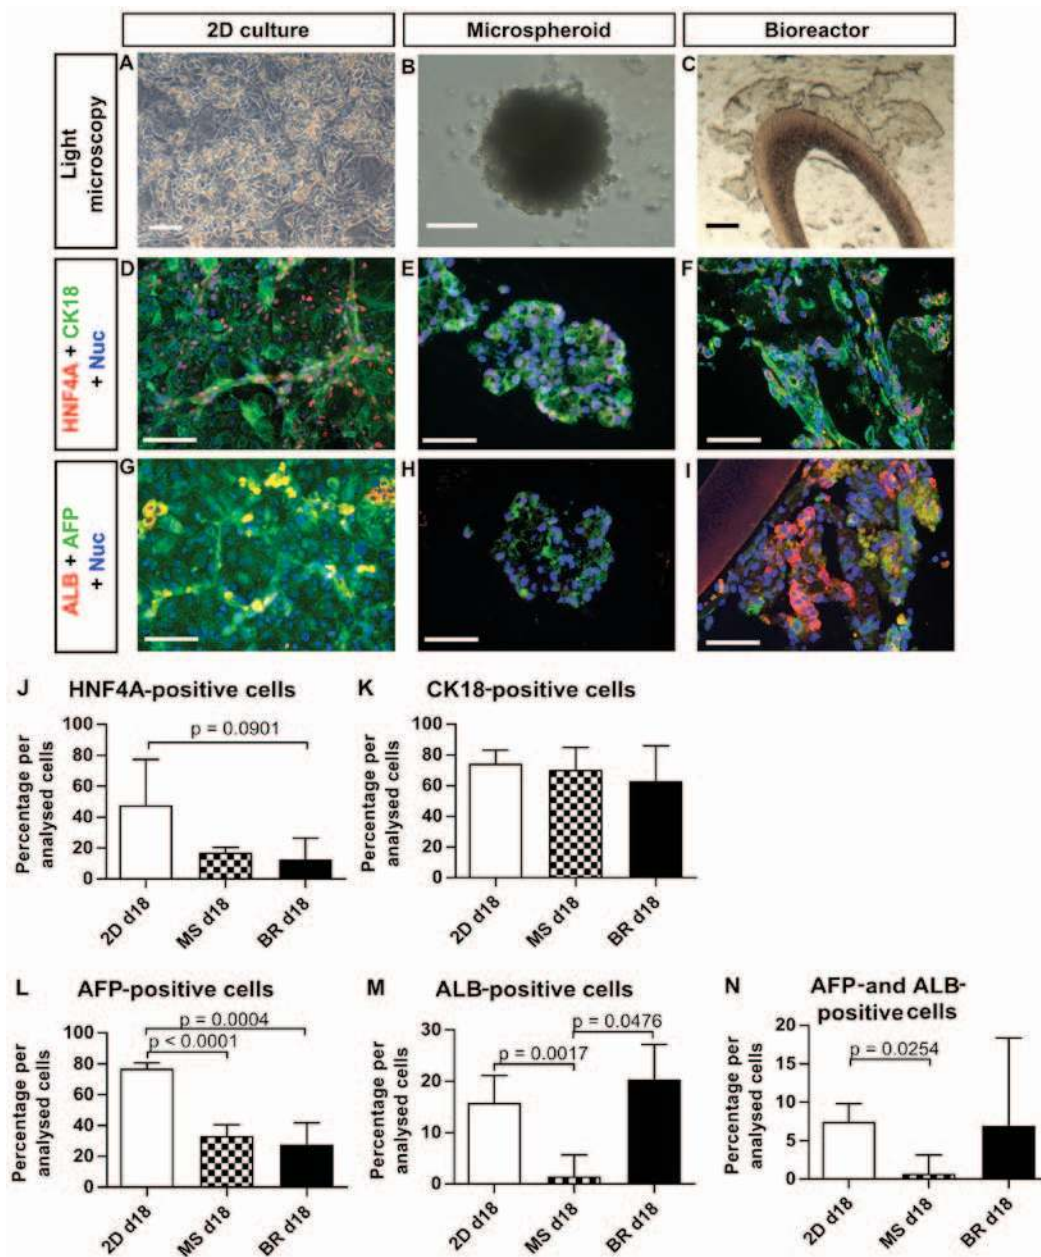 2D culture
Microspheroid
Bioreactor
Light
microscopy
A
B
C
HNF4A + CK18
+ Nuc
D
E
F
ALB + AFP
+ Nuc
G
H
I
J HNF4A-positive cells
Percentage per
analysed cells
100
80
60
40
20
0
p = 0.0901
2D d18
MS d18
BR d18
K CK18-positive cells
Percentage per
analysed cells
100
80
60
40
20
0
2D d18
MS d18
BR d18
L AFP-positive cells
Percentage per
analysed cells
100
80
60
40
20
0
p = 0.0004
p < 0.0001
2D d18
MS d18
BR d18
M ALB-positive cells
Percentage per
analysed cells
30
20
10
0
p = 0.0476
p = 0.0017
2D d18
MS d18
BR d18
N AFP-and ALB-
positive cells
Percentage per
analysed cells
20
15
10
5
0
p = 0.0254
2D d18
MS d18
BR d18